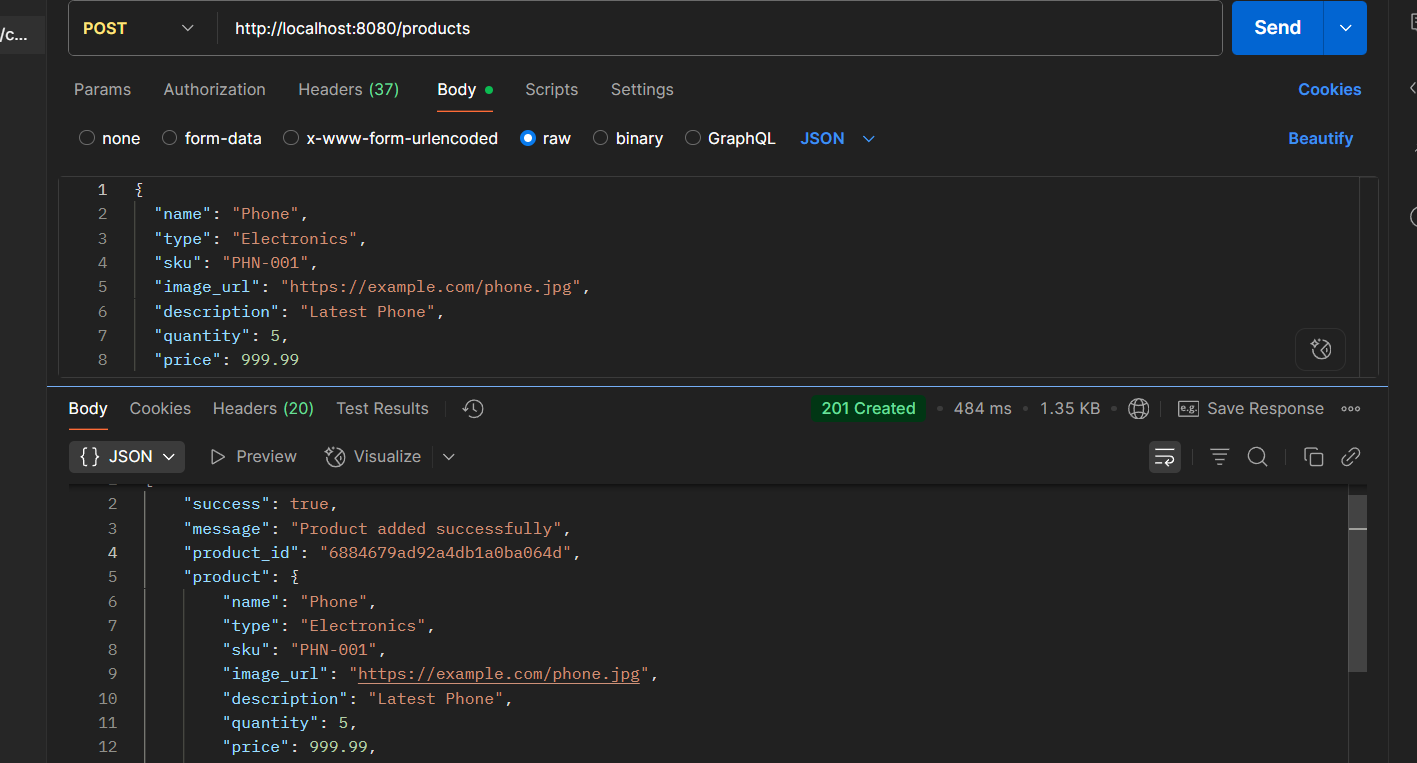 /c...
POST http://localhost:8080/products Send
Params Authorization Headers (37) Body Scripts Settings Cookies
none form-data x-www-form-urlencoded raw binary GraphQL JSON Beautify
1 {
2 "name": "Phone",
3 "type": "Electronics",
4 "sku": "PHN-001",
5 "image_url": "https://example.com/phone.jpg",
6 "description": "Latest Phone",
7 "quantity": 5,
8 "price": 999.99
Body Cookies Headers (20) Test Results 201 Created • 484 ms • 1.35 KB • e.g. Save Response
{} JSON Preview Visualize
2 "success": true,
3 "message": "Product added successfully",
4 "product_id": "6884679ad92a4db1a0ba064d",
5 "product": {
6 "name": "Phone",
7 "type": "Electronics",
8 "sku": "PHN-001",
9 "image_url": "https://example.com/phone.jpg",
10 "description": "Latest Phone",
11 "quantity": 5,
12 "price": 999.99,